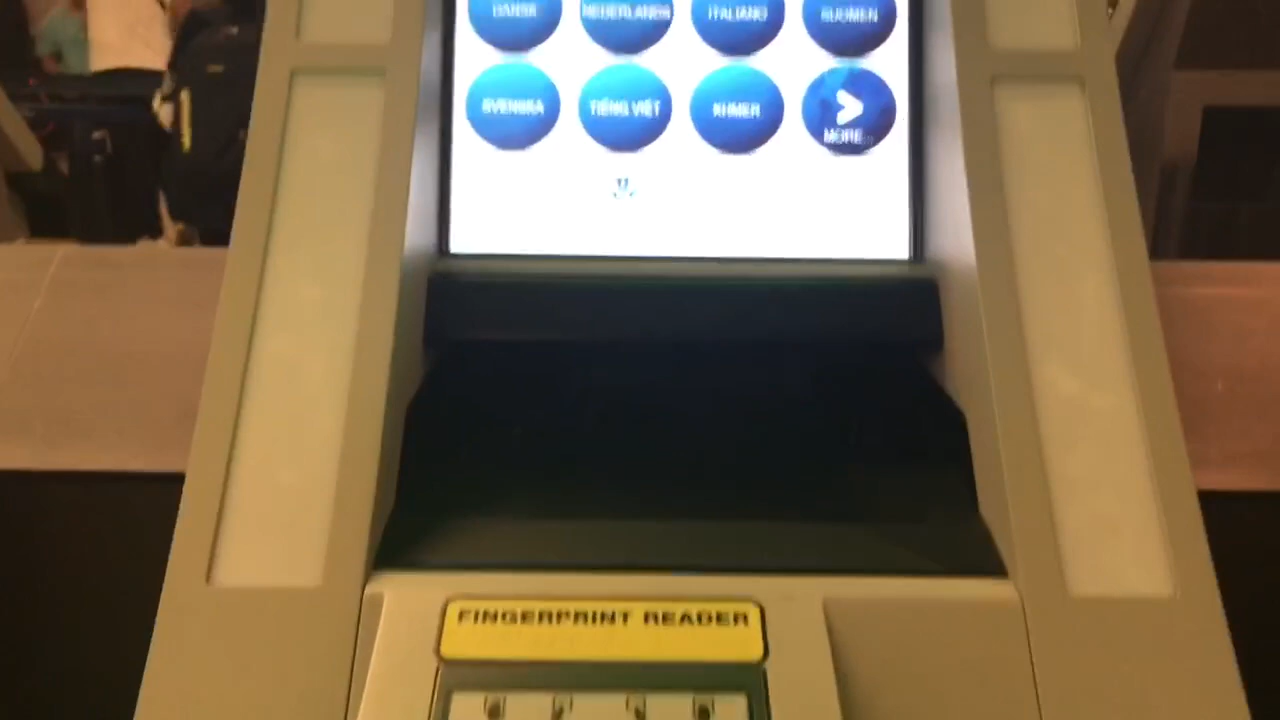 DANSK NEDERLANDS ITALIANO SUOMEN
SVENSKA TIẾNG VIỆT KHMER MORE...
FINGERPRINT READER